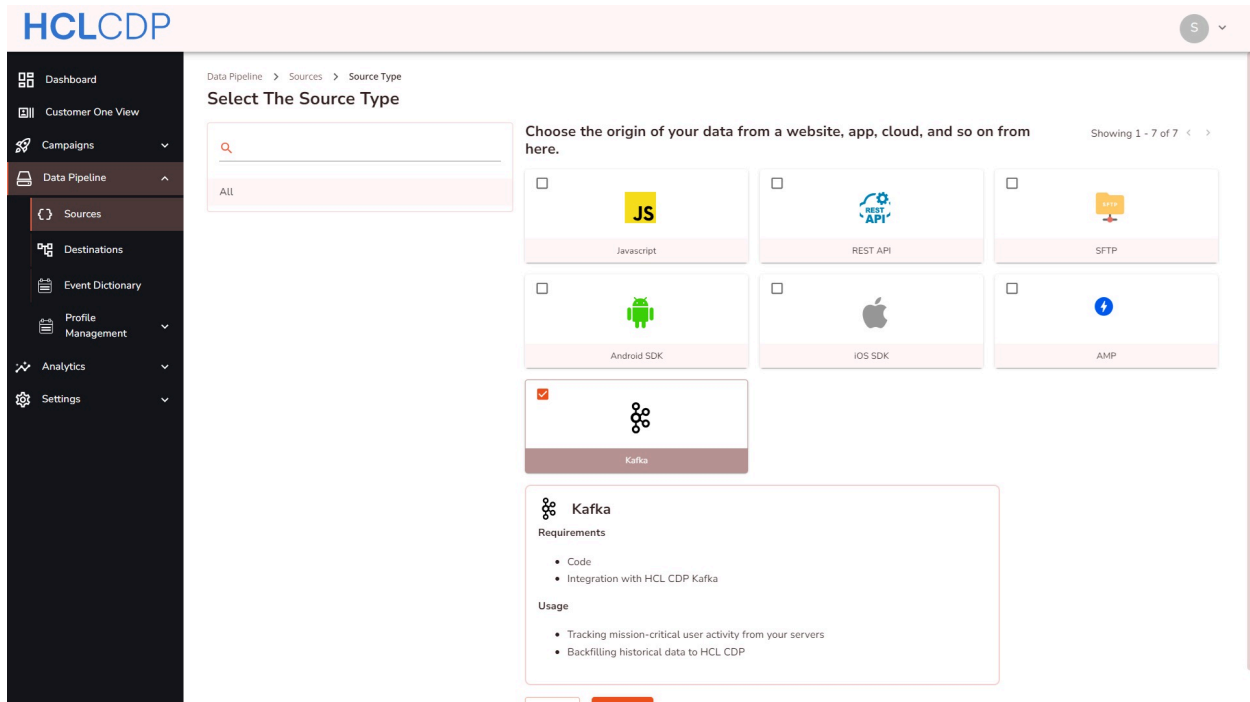 HCLCDP
S
Dashboard
Customer One View
Campaigns
Data Pipeline
Sources
Destinations
Event Dictionary
Profile
Management
Analytics
Settings
Data Pipeline > Sources > Source Type
Select The Source Type
All
Choose the origin of your data from a website, app, cloud, and so on from
here.
Showing 1 - 7 of 7 < >
JS
Javascript
REST
API
REST API
SFTP
SFTP
Android SDK
iOS SDK
AMP
Kafka
Kafka
Requirements
• Code
• Integration with HCL CDP Kafka
Usage
• Tracking mission-critical user activity from your servers
• Backfilling historical data to HCL CDP